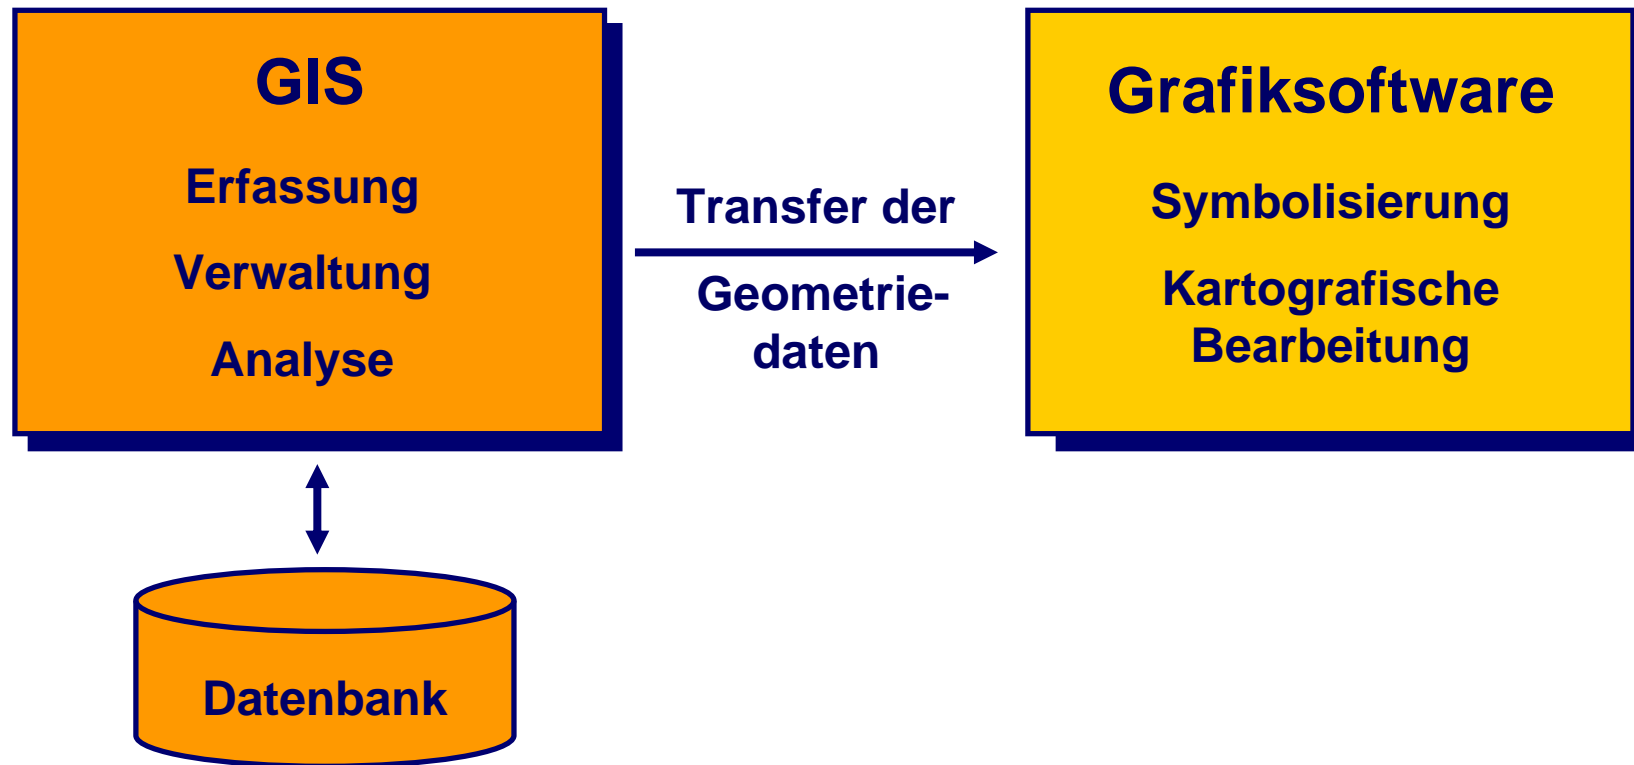 GIS
Erfassung
Verwaltung
Analyse
Transfer der
Geometrie-
daten
Grafiksoftware
Symbolisierung
Kartografische
Bearbeitung
Datenbank